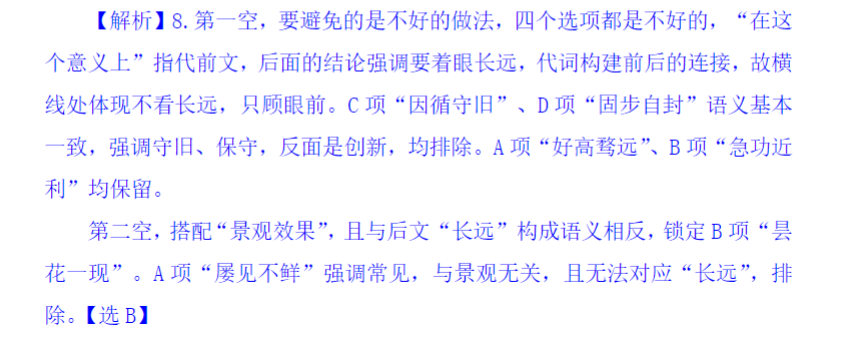 【解析】8.第一空，要避免的是不好的做法，四个选项都是不好的，“在这
个意义上”指代前文，后面的结论强调要着眼长远，代词构建前后的连接，故横
线处体现不看长远，只顾眼前。C 项“因循守旧”、D 项“固步自封”语义基本
一致，强调守旧、保守，反面是创新，均排除。A 项“好高骛远”、B 项“急功近
利”均保留。
第二空，搭配“景观效果”，且与后文“长远”构成语义相反，锁定 B 项“昙
花一现”。A 项“屡见不鲜”强调常见，与景观无关，且无法对应“长远”，排
除。【选 B】